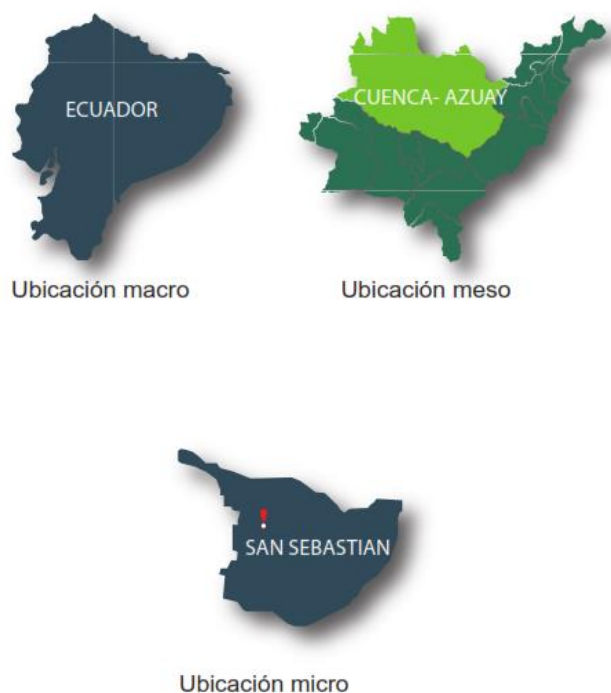 ECUADOR
CUENCA- AZUAY
Ubicación macro
Ubicación meso
SAN SEBASTIAN
Ubicación micro